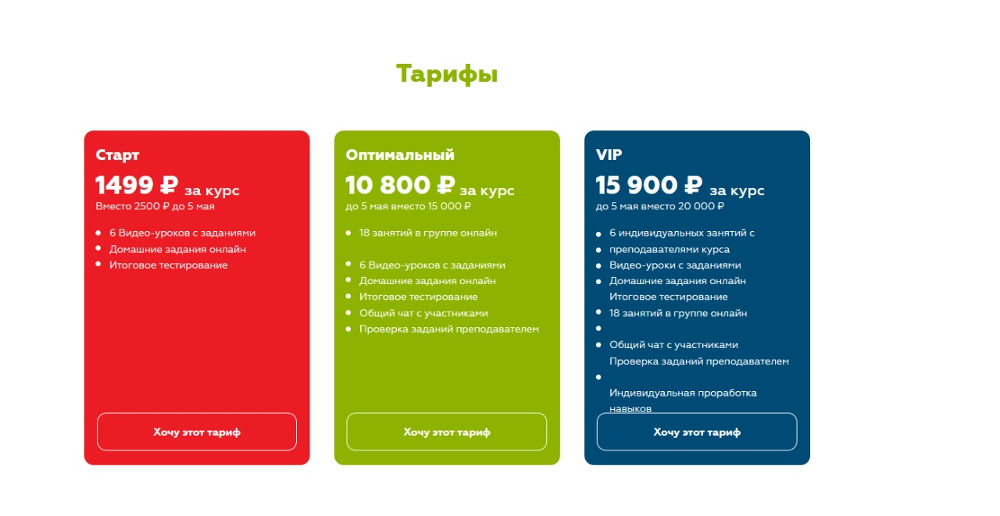 Тарифы
Старт
1499 ₽ за курс
Вместо 2500 ₽ до 5 мая
6 Видео-уроков с заданиями
Домашние задания онлайн
Итоговое тестирование
Хочу этот тариф
Оптимальный
10 800 ₽ за курс
до 5 мая вместо 15 000 ₽
18 занятий в группе онлайн
6 Видео-уроков с заданиями
Домашние задания онлайн
Итоговое тестирование
Общий чат с участниками
Проверка заданий преподавателем
Хочу этот тариф
VIP
15 900 ₽ за курс
до 5 мая вместо 20 000 ₽
6 индивидуальных занятий с
преподавателями курса
Видео-уроки с заданиями
Домашние задания онлайн
Итоговое тестирование
18 занятий в группе онлайн
Общий чат с участниками
Проверка заданий преподавателем
Индивидуальная проработка
навыков
Хочу этот тариф